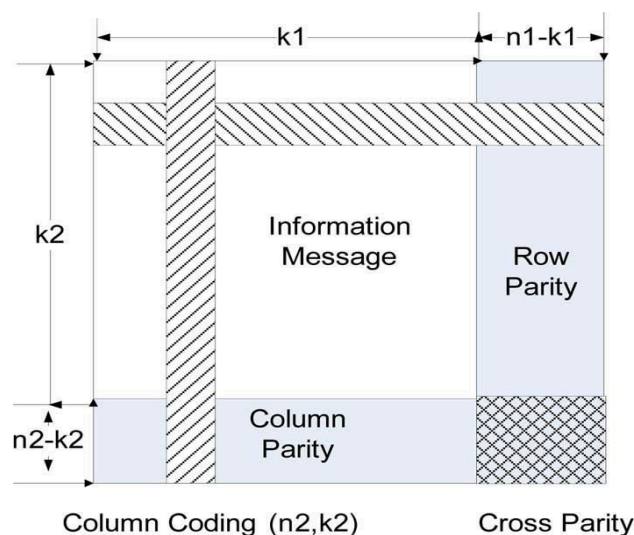 k1
n1-k1
k2
Information
Message
Row
Parity
n2-k2
Column
Parity
Column Coding (n2,k2)
Cross Parity